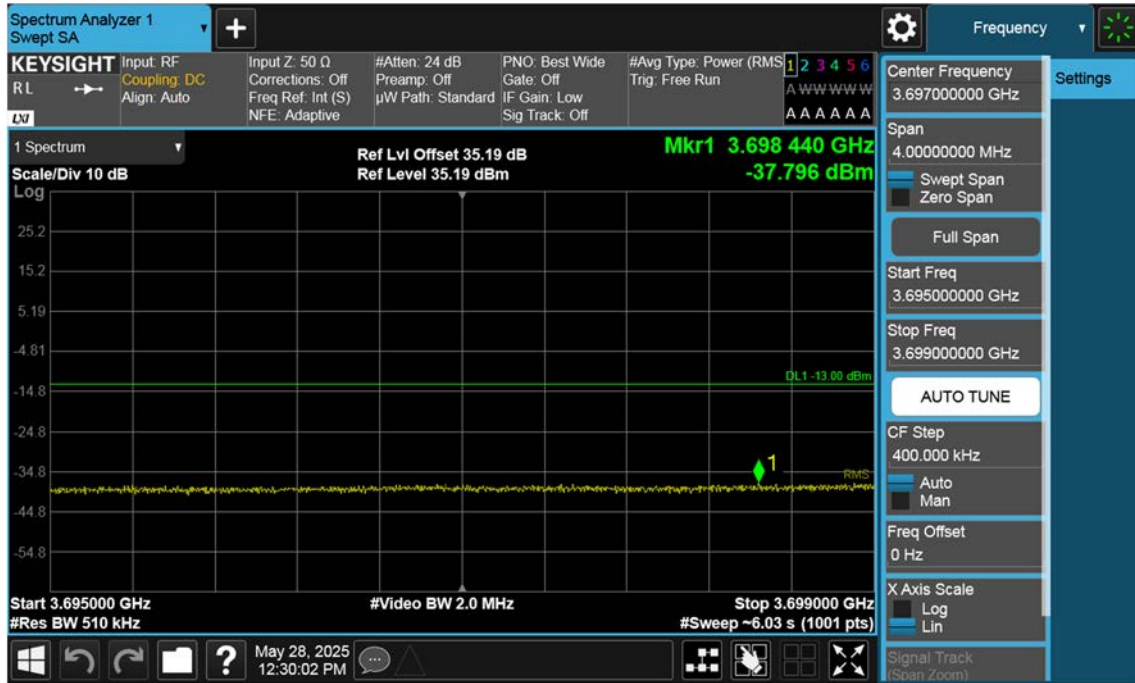 Spectrum Analyzer 1
Swept SA
+
Frequency
KEYSIGHT
RL
LXI
Input: RF
Coupling: DC
Align: Auto
Input Z: 50 Ω
Corrections: Off
Freq Ref: Int (S)
NFE: Adaptive
#Atten: 24 dB
Preamp: Off
µW Path: Standard
PNO: Best Wide
Gate: Off
IF Gain: Low
Sig Track: Off
#Avg Type: Power (RMS
Trig: Free Run
1 2 3 4 5 6
A W W W W W
A A A A A A
1 Spectrum
Scale/Div 10 dB
Ref Lvl Offset 35.19 dB
Ref Level 35.19 dBm
Mkr1 3.698 440 GHz
-37.796 dBm
Log
25.2
15.2
5.19
-4.81
DL1 -13.00 dBm
-14.8
-24.8
-34.8
1
RMS
-44.8
-54.8
Start 3.695000 GHz
#Res BW 510 kHz
#Video BW 2.0 MHz
Stop 3.699000 GHz
#Sweep ~6.03 s (1001 pts)
?
May 28, 2025
12:30:02 PM
Center Frequency
3.697000000 GHz
Settings
Span
4.00000000 MHz
Swept Span
Zero Span
Full Span
Start Freq
3.695000000 GHz
Stop Freq
3.699000000 GHz
AUTO TUNE
CF Step
400.000 kHz
Auto
Man
Freq Offset
0 Hz
X Axis Scale
Log
Lin
Signal Track
(Span Zoom)